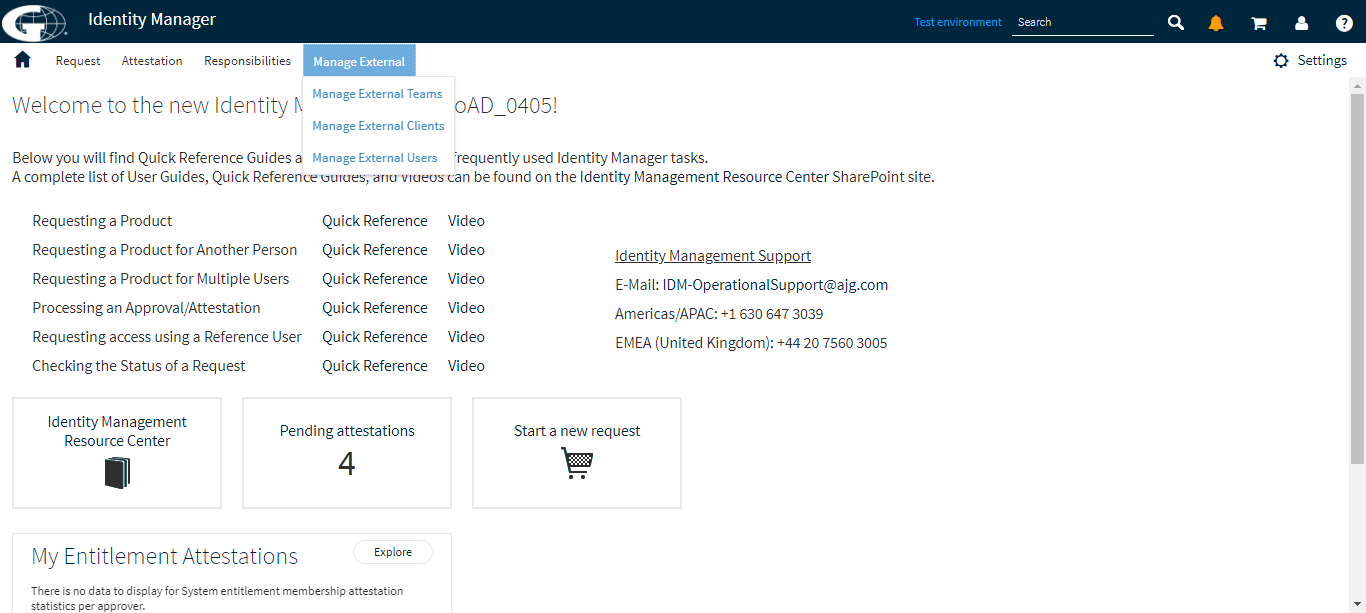 Identity Manager
Test environment
Search
Request Attestation Responsibilities Manage External
Settings
Manage External Teams
Manage External Clients
Manage External Users
Welcome to the new Identity oAD_0405!
Below you will find Quick Reference Guides a frequently used Identity Manager tasks.
A complete list of User Guides, Quick Reference Guides, and Videos can be found on the Identity Management Resource Center SharePoint site.
Requesting a Product Quick Reference Video
Requesting a Product for Another Person Quick Reference Video
Requesting a Product for Multiple Users Quick Reference Video
Processing an Approval/Attestation Quick Reference Video
Requesting access using a Reference User Quick Reference Video
Checking the Status of a Request Quick Reference Video
Identity Management Support
E-Mail: IDM-OperationalSupport@ajg.com
Americas/APAC: +1 630 647 3039
EMEA (United Kingdom): +44 20 7560 3005
Identity Management
Resource Center
Pending attestations
4
Start a new request
My Entitlement Attestations
Explore
There is no data to display for System entitlement membership attestation
statistics per approver.